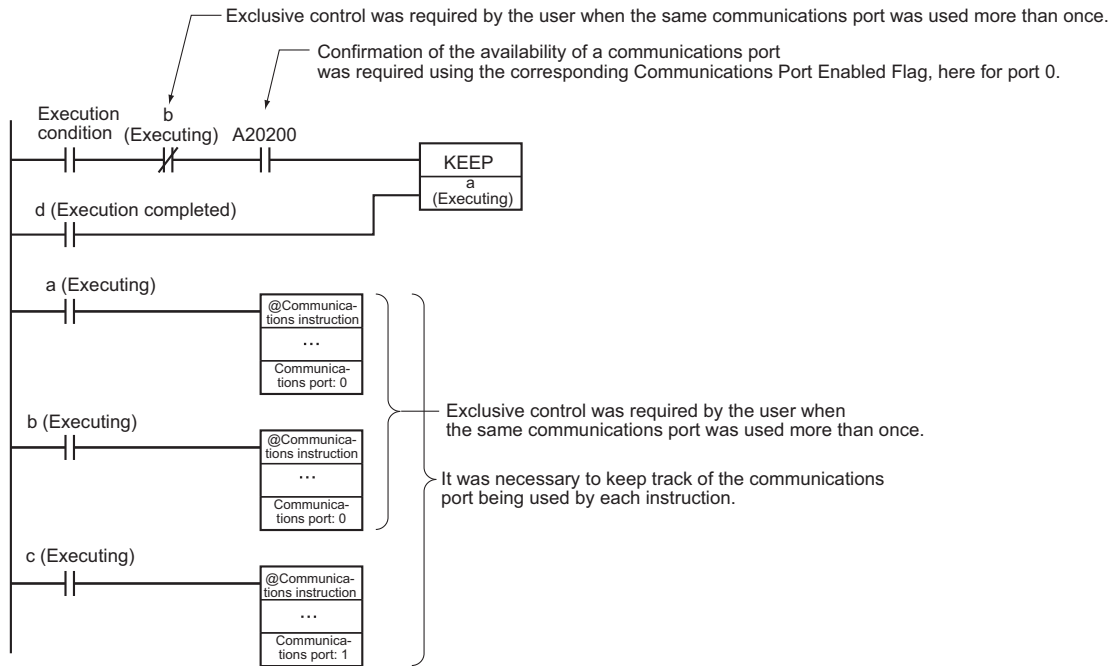 Exclusive control was required by the user when the same communications port was used more than once.
Confirmation of the availability of a communications port
was required using the corresponding Communications Port Enabled Flag, here for port 0.
Execution
condition
b
(Executing)
A20200
KEEP
a
(Executing)
d (Execution completed)
a (Executing)
@Communica-
tions instruction
...
Communica-
tions port: 0
Exclusive control was required by the user when
the same communications port was used more than once.
b (Executing)
@Communica-
tions instruction
...
Communica-
tions port: 0
It was necessary to keep track of the communications
port being used by each instruction.
c (Executing)
@Communica-
tions instruction
...
Communica-
tions port: 1